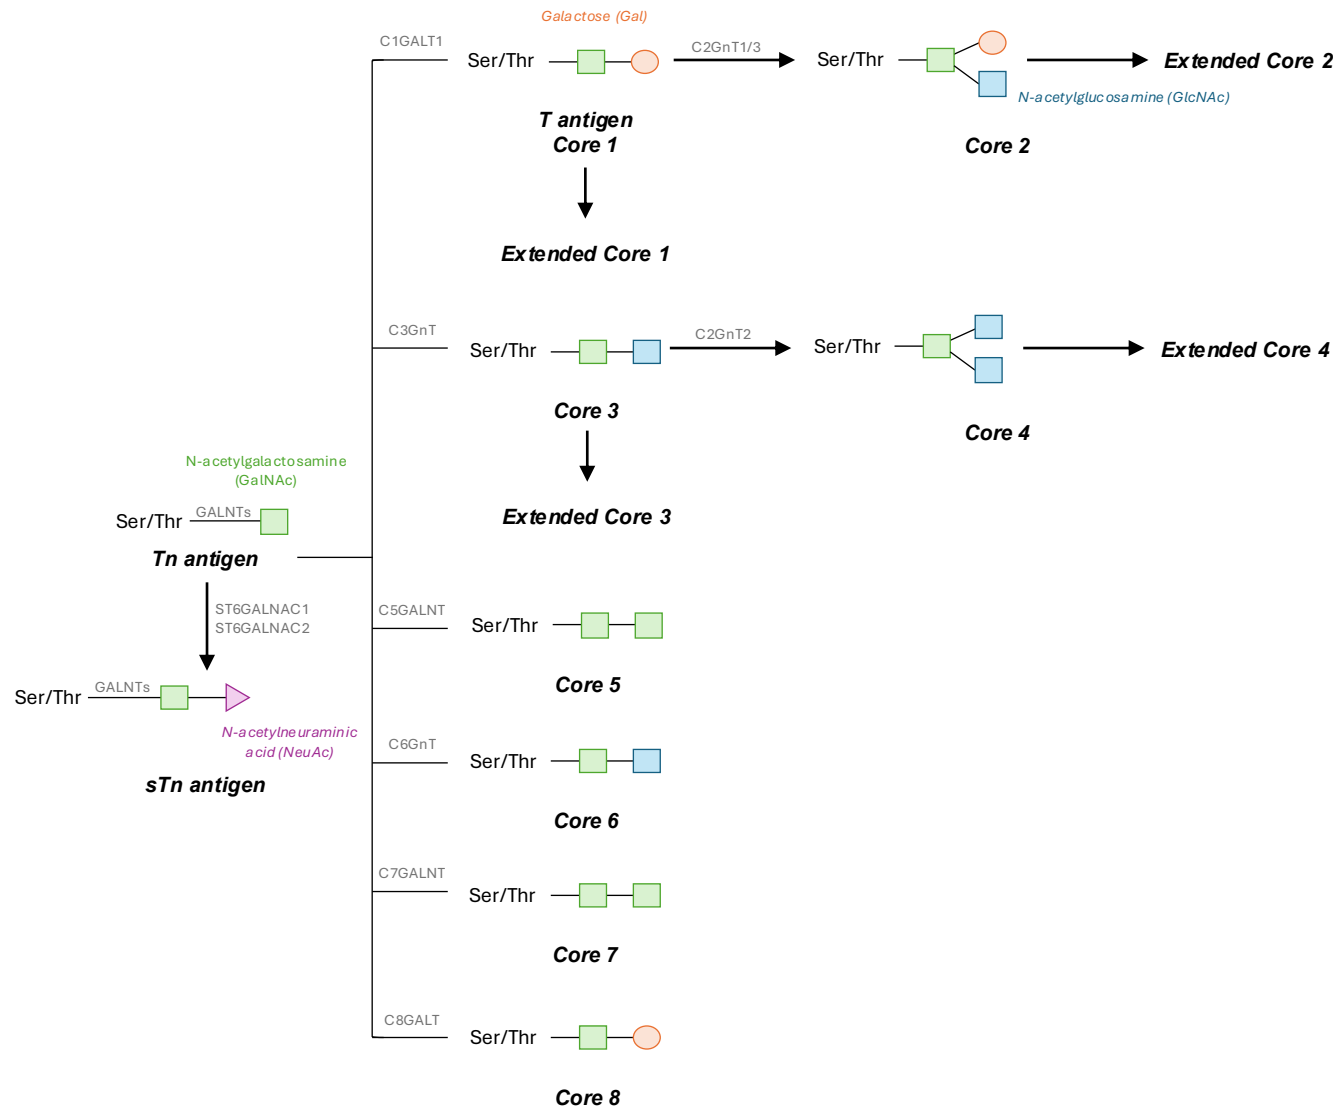 Galactose (Gal)
C1GALT1
Ser/Thr
C2GnT1/3
Ser/Thr
Extended Core 2
N-acetylglucosamine (GlcNAc)
T antigen
Core 1
Core 2
Extended Core 1
C3GnT
Ser/Thr
C2GnT2
Ser/Thr
Extended Core 4
Core 3
Core 4
Extended Core 3
N-acetylgalactosamine
(GalNAc)
Ser/Thr
GALNTs
Tn antigen
ST6GALNAC1
ST6GALNAC2
Ser/Thr
GALNTs
N-acetylneuraminic
acid (NeuAc)
sTn antigen
C5GALNT
Ser/Thr
Core 5
C6GnT
Ser/Thr
Core 6
C7GALNT
Ser/Thr
Core 7
C8GALT
Ser/Thr
Core 8